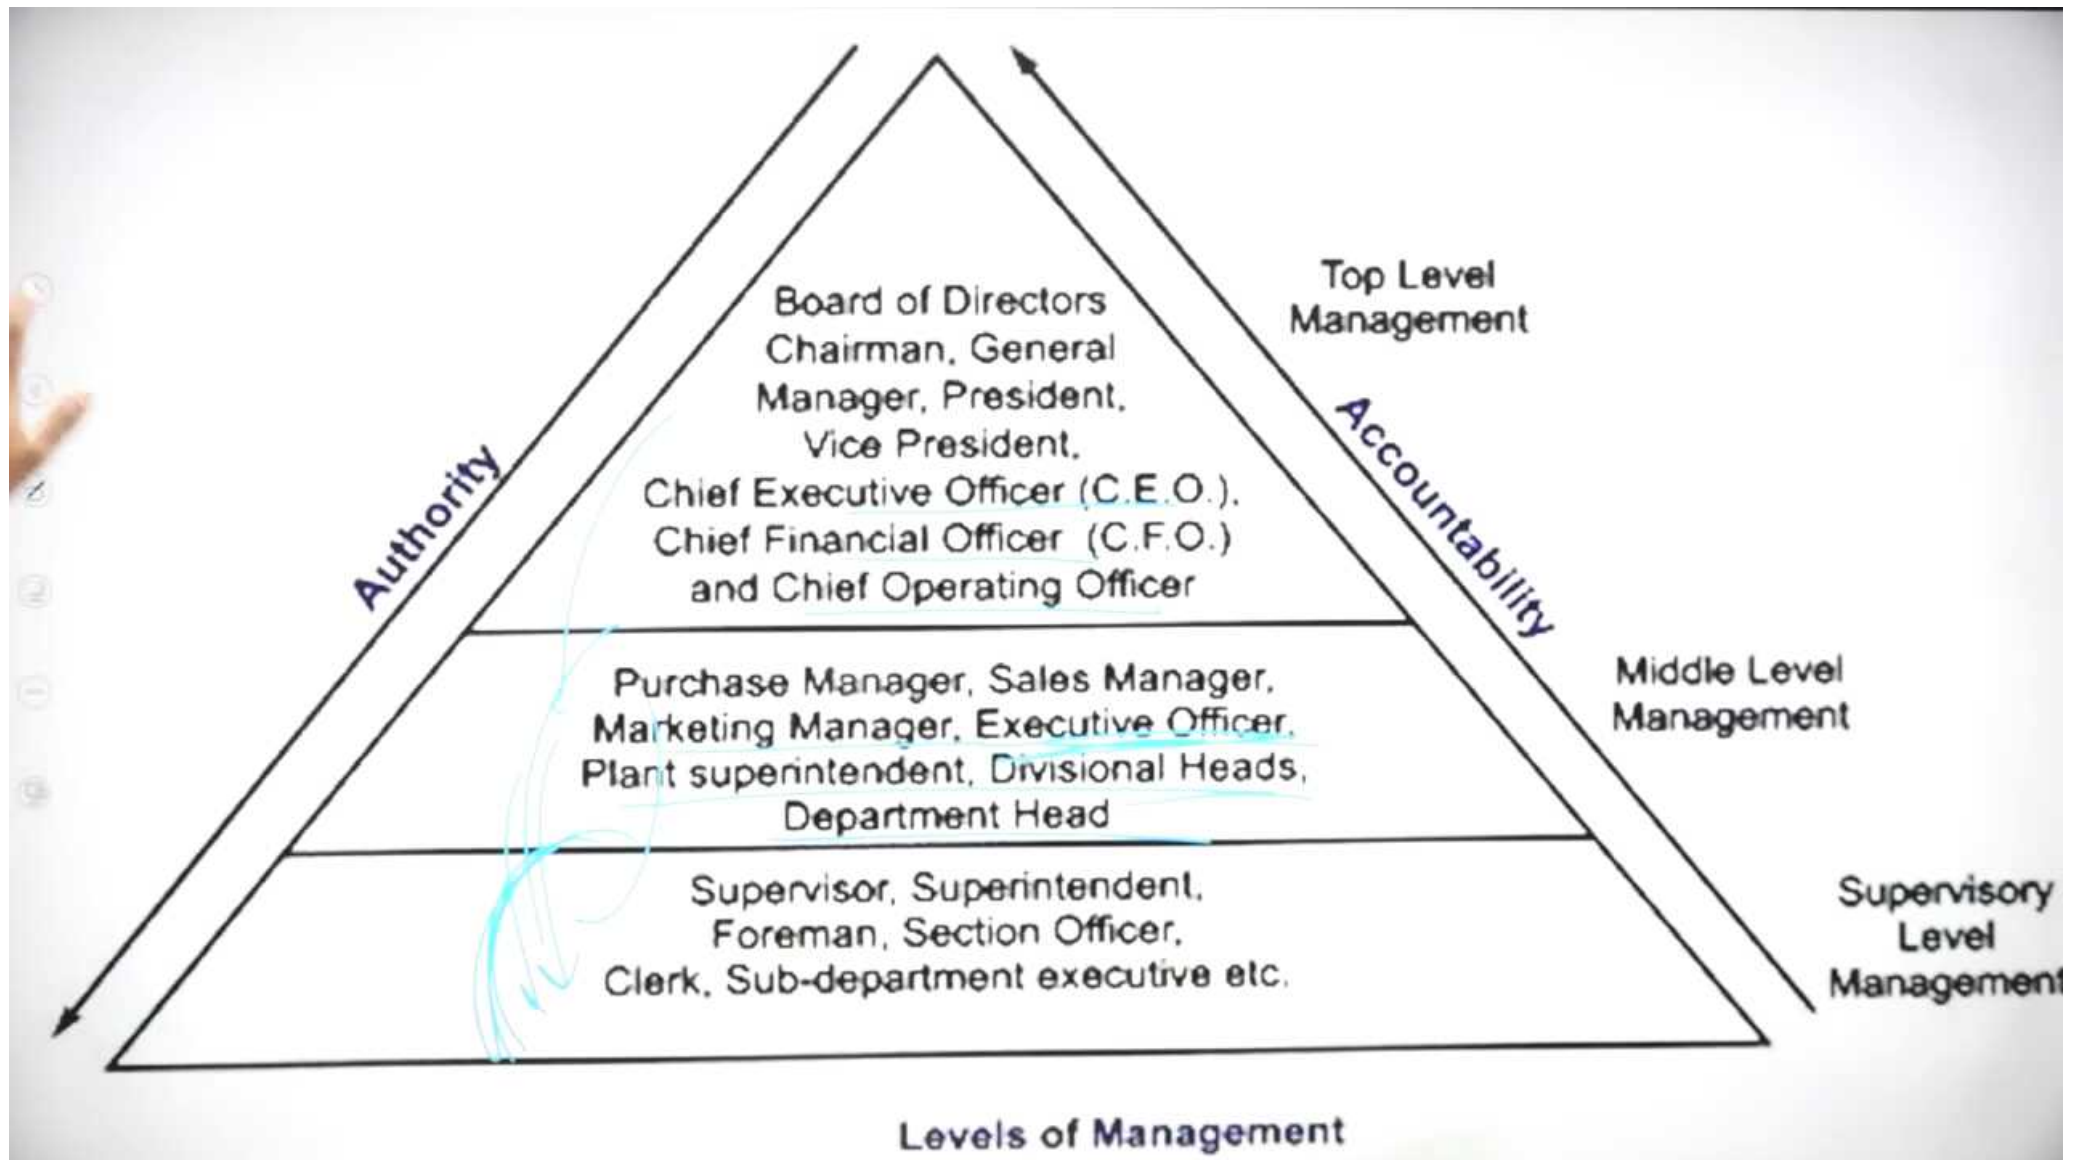 Board of Directors
Chairman, General
Manager, President,
Vice President,
Chief Executive Officer (C.E.O.),
Chief Financial Officer (C.F.O.)
and Chief Operating Officer
Top Level
Management
Authority
Accountability
Purchase Manager, Sales Manager,
Marketing Manager, Executive Officer,
Plant superintendent, Divisional Heads,
Department Head
Middle Level
Management
Supervisor, Superintendent,
Foreman, Section Officer,
Clerk, Sub-department executive etc.
Supervisory
Level
Management
Levels of Management